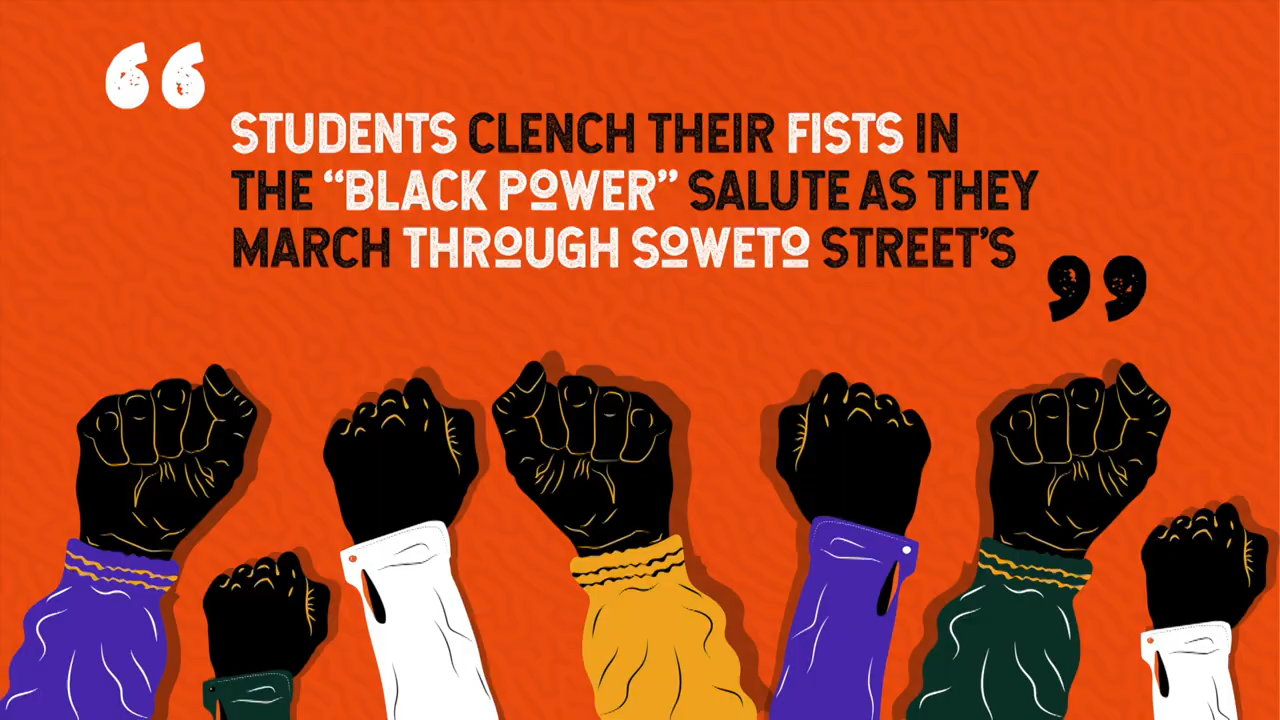 “STUDENTS CLENCH THEIR FISTS IN
THE “BLACK POWER” SALUTE AS THEY
MARCH THROUGH SOWETO STREET’S”